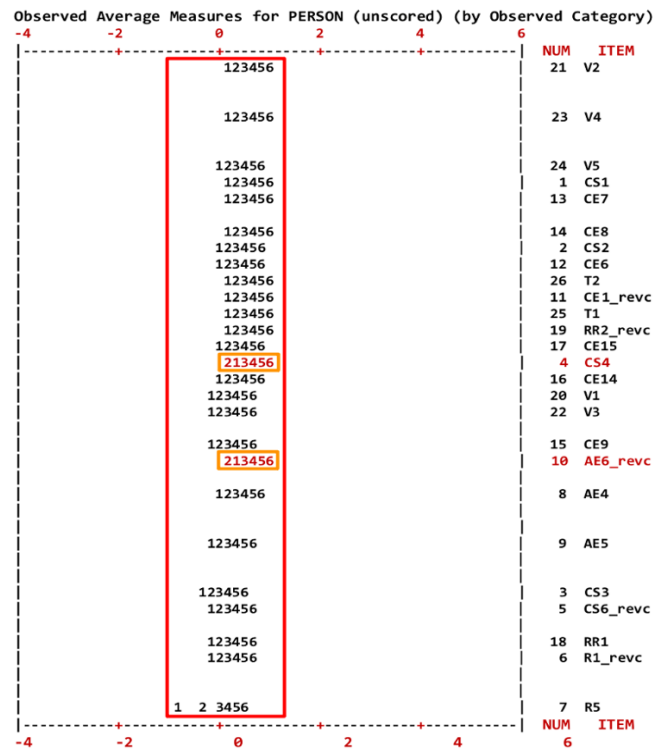 Observed Average Measures for PERSON (unscored) (by Observed Category)
-4 -2 0 2 4 6
|---------+---------+---------+---------+---------| NUM ITEM
| 123456 | 21 V2
| 123456 | 23 V4
| 123456 | 24 V5
| 123456 | 1 CS1
| 123456 | 13 CE7
| 123456 | 14 CE8
| 123456 | 2 CS2
| 123456 | 12 CE6
| 123456 | 26 T2
| 123456 | 11 CE1_revc
| 123456 | 25 T1
| 123456 | 19 RR2_revc
| 123456 | 17 CE15
| 213456 | 4 CS4
| 123456 | 16 CE14
| 123456 | 20 V1
| 123456 | 22 V3
| 123456 | 15 CE9
| 213456 | 10 AE6_revc
| 123456 | 8 AE4
| 123456 | 9 AE5
| 123456 | 3 CS3
| 123456 | 5 CS6_revc
| 123456 | 18 RR1
| 123456 | 6 R1_revc
| 1 2 3456 | 7 R5
|---------+---------+---------+---------+---------| NUM ITEM
-4 -2 0 2 4 6